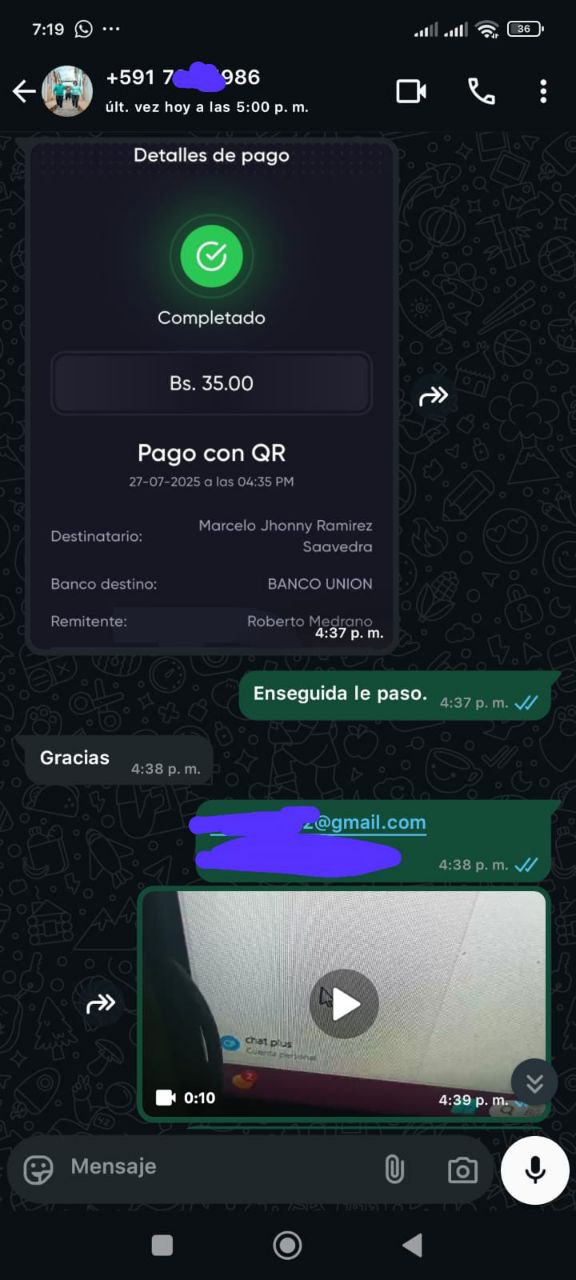 7:19
36
+591 7
986
últ. vez hoy a las 5:00 p. m.
Detalles de pago
Completado
Bs. 35.00
Pago con QR
27-07-2025 a las 04:35 PM
Destinatario: Marcelo Jhonny Ramirez
Saavedra
Banco destino: BANCO UNION
Remitente: Roberto Medrano
4:37 p. m.
Enseguida le paso. 4:37 p. m.
Gracias 4:38 p. m.
2@gmail.com
4:38 p. m.
chat plus
Cuenta personal
0:10 4:39 p. m.
Mensaje